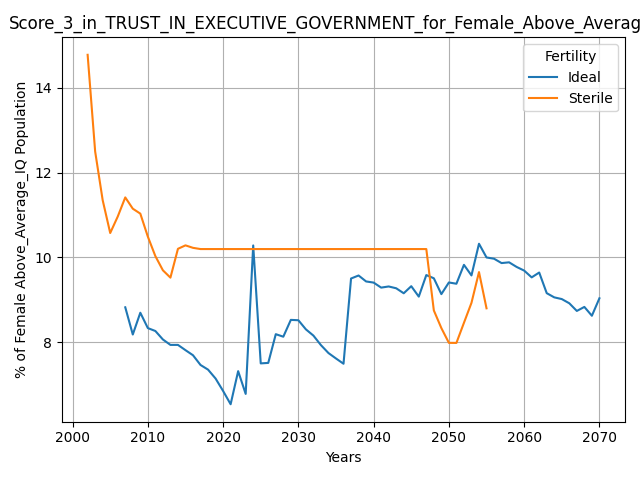 Score_3_in_TRUST_IN_EXECUTIVE_GOVERNMENT_for_Female_Above_Averag
Fertility
Ideal
Sterile
% of Female Above_Average_IQ Population
14
12
10
8
2000 2010 2020 2030 2040 2050 2060 2070
Years